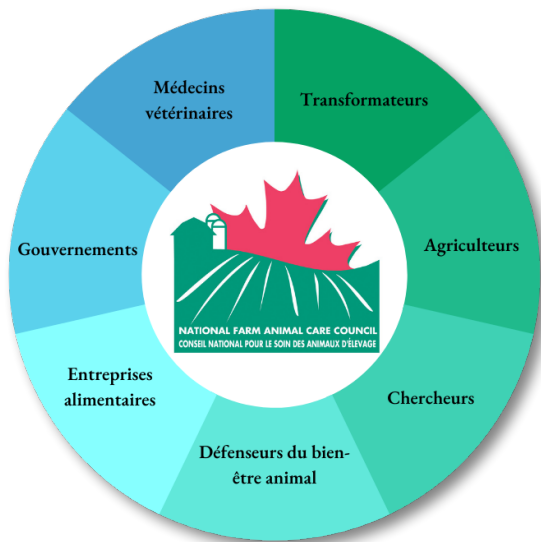 Médecins
vétérinaires
Transformateurs
Agriculteurs
Chercheurs
Défenseurs du bien-
être animal
Entreprises
alimentaires
Gouvernements
NATIONAL FARM ANIMAL CARE COUNCIL
CONSEIL NATIONAL POUR LE SOIN DES ANIMAUX D'ÉLEVAGE